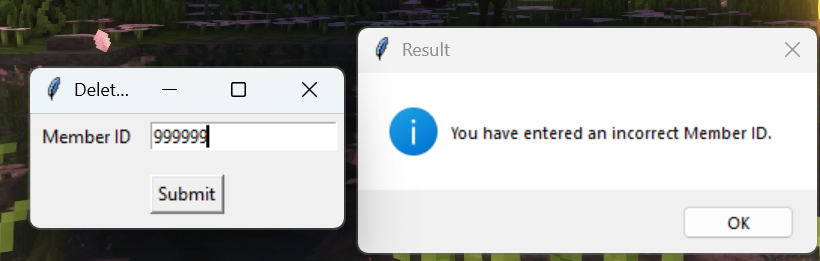 Delet...
Member ID 999999
Submit
Result
You have entered an incorrect Member ID.
OK